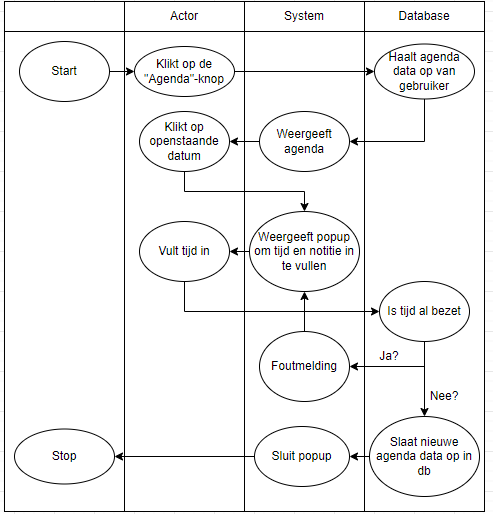 Actor
System
Database
Start
Klikt op de
"Agenda"-knop
Haalt agenda
data op van
gebruiker
Klikt op
openstaande
datum
Weergeeft
agenda
Vult tijd in
Weergeeft popup
om tijd en notitie in
te vullen
Is tijd al bezet
Foutmelding
Ja?
Nee?
Stop
Sluit popup
Slaat nieuwe
agenda data op in
db